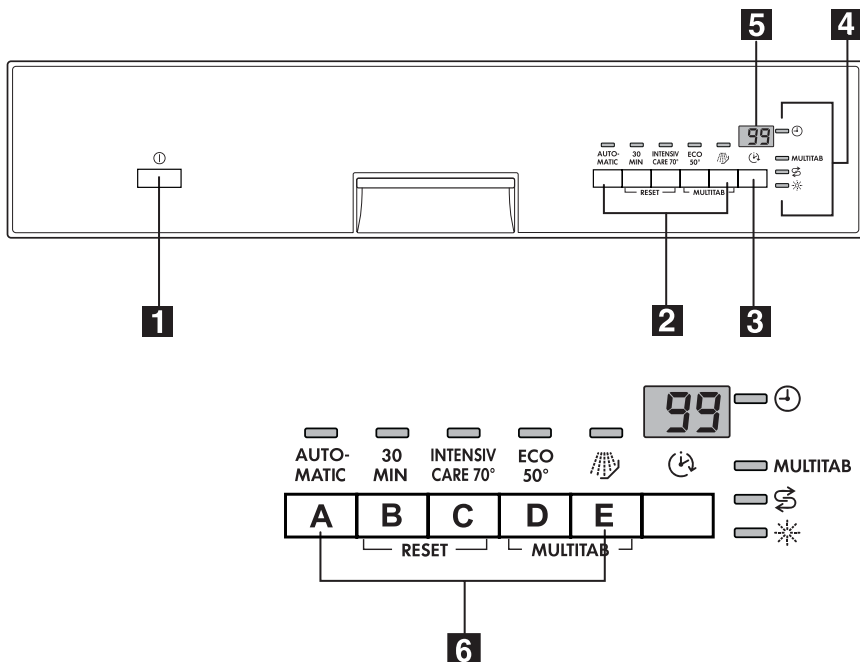 5
4
99
AUTO-
MATIC
30
MIN
INTENSIV
CARE 70°
ECO
50°
MULTITAB
RESET
MULTITAB
1
2
3
99
AUTO-
MATIC
30
MIN
INTENSIV
CARE 70°
ECO
50°
MULTITAB
A
B
C
D
E
RESET
MULTITAB
6